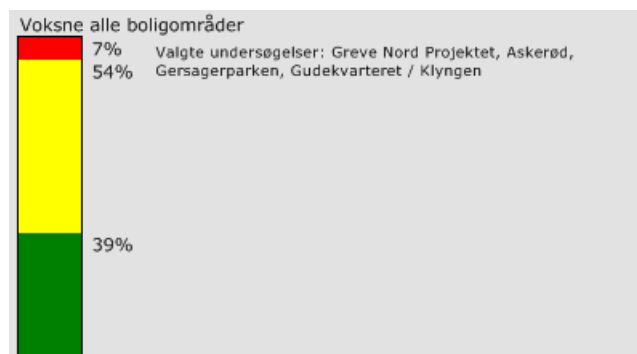 Voksne alle boligområder
7%
Valgte undersøgelser: Greve Nord Projektet, Askerød,
54%
Gersagerparken, Gudekvarteret / Klyngen
39%